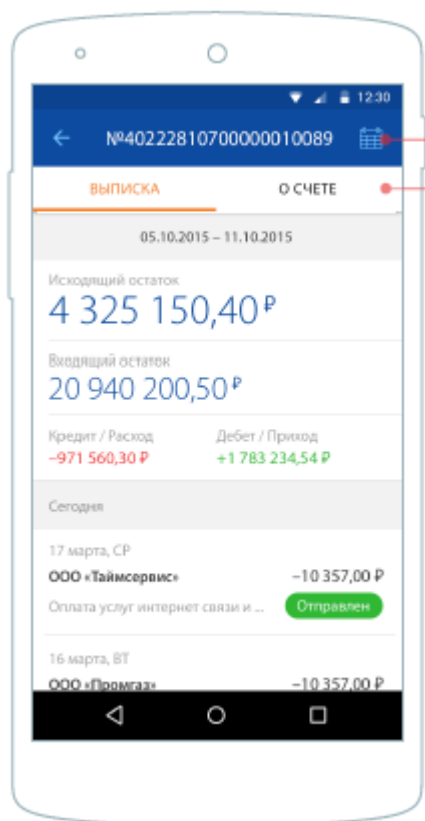 12:30
№40222810700000010089
ВЫПИСКА
О СЧЕТЕ
05.10.2015 – 11.10.2015
Исходящий остаток
4 325 150,40 ₽
Входящий остаток
20 940 200,50 ₽
Кредит / Расход Дебет / Приход
–971 560,30 ₽ +1 783 234,54 ₽
Сегодня
17 марта, СР
ООО «Таймсервис» –10 357,00 ₽
Оплата услуг интернет связи и ... Отправлен
16 марта, ВТ
ООО «Промгаз» –10 357,00 ₽